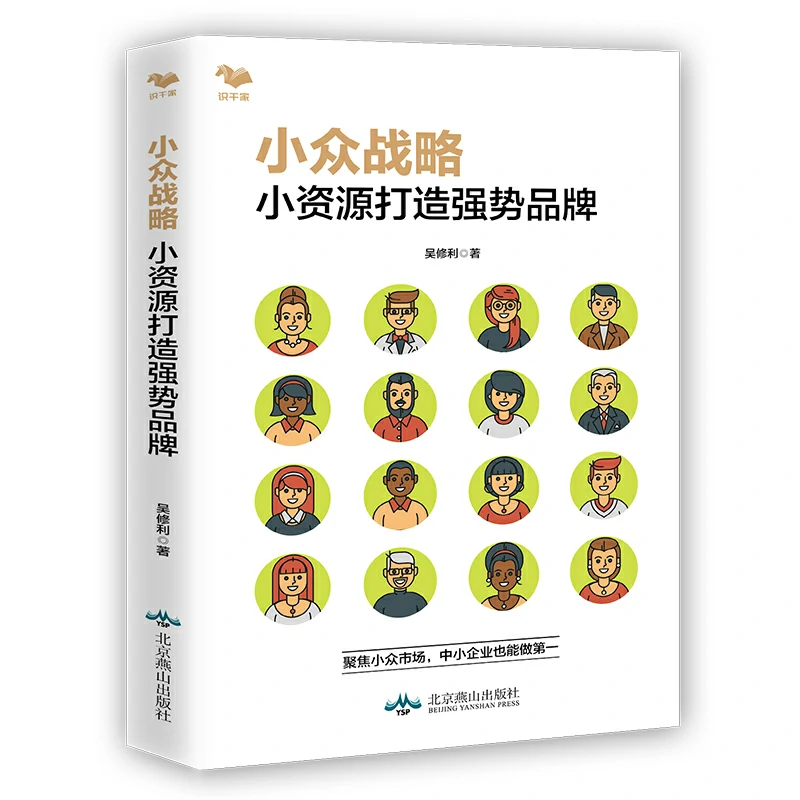 识干家
小众战略
小资源打造强势品牌
吴修利◎著
YSP
北京燕山出版社
识干家
小众战略
小资源打造强势品牌
吴修利◎著
聚焦小众市场，中小企业也能做第一
YSP
北京燕山出版社
BEIJING YANSHAN PRESS